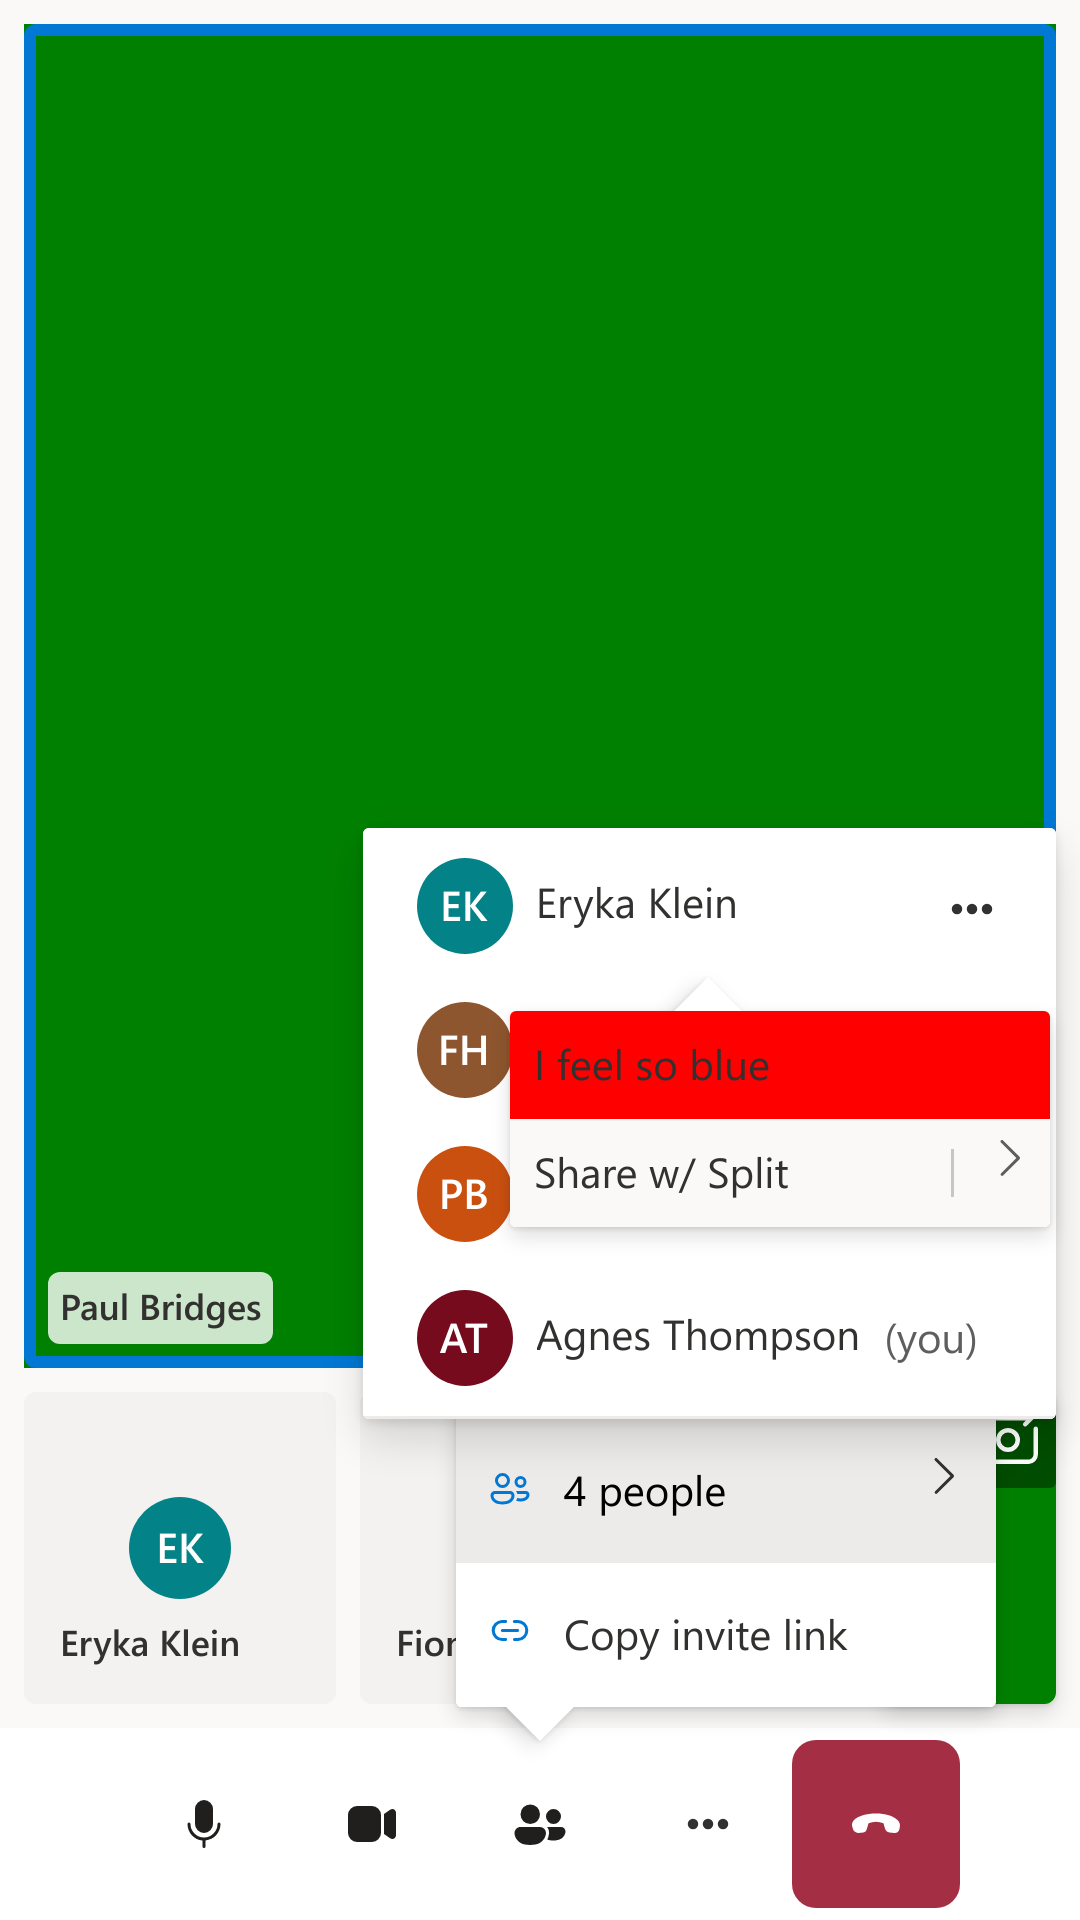 EK Eryka Klein
FH
I feel so blue
PB
Share w/ Split
Paul Bridges
AT Agnes Thompson (you)
4 people
EK
Eryka Klein
Copy invite link